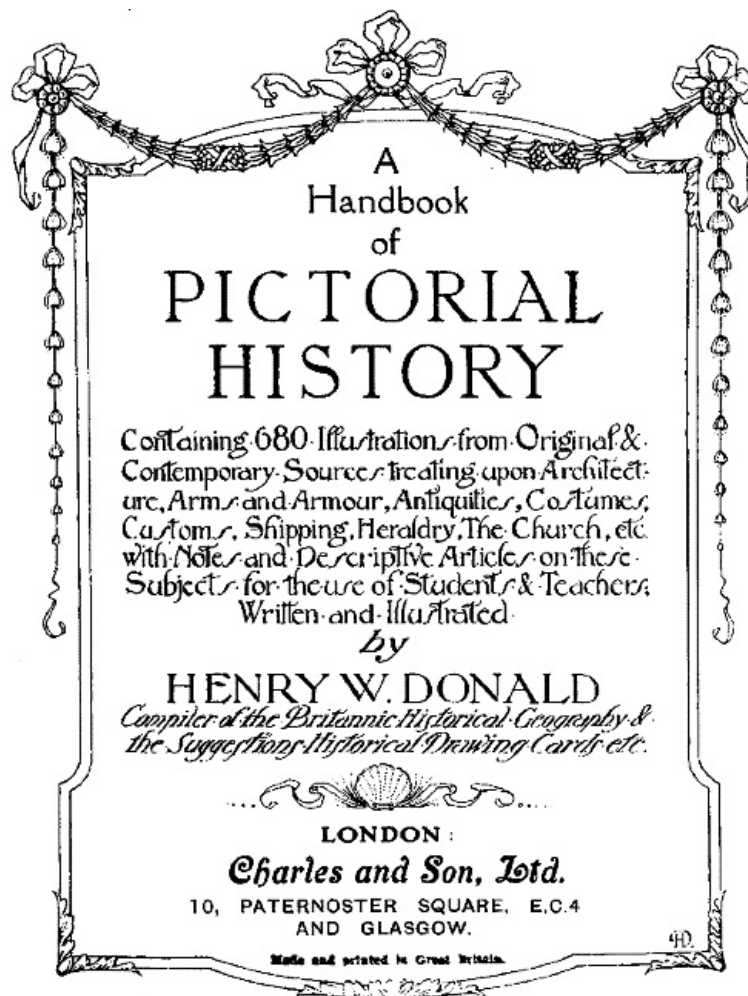 A
Handbook
of
PICTORIAL
HISTORY
Containing·680·Illustrations·from·Original·&·
Contemporary·Sources·treating·upon·Architect-
ure, Arms·and·Armour, Antiquities, Costumes,
Customs, Shipping, Heraldry, The·Church, etc
with·Notes·and·Descriptive·Articles·on·these·
Subjects·for·the·use·of·Students·&·Teachers;
Written·and·Illustrated·
by
HENRY W. DONALD
Compiler·of·the·Britannic·Historical·Geography·&·
the·Suggestions·Historical·Drawing·Cards·etc.
LONDON:
Charles and Son, Ltd.
10, PATERNOSTER SQUARE, E.C.4
AND GLASGOW.
HD.
Made and printed in Great Britain.